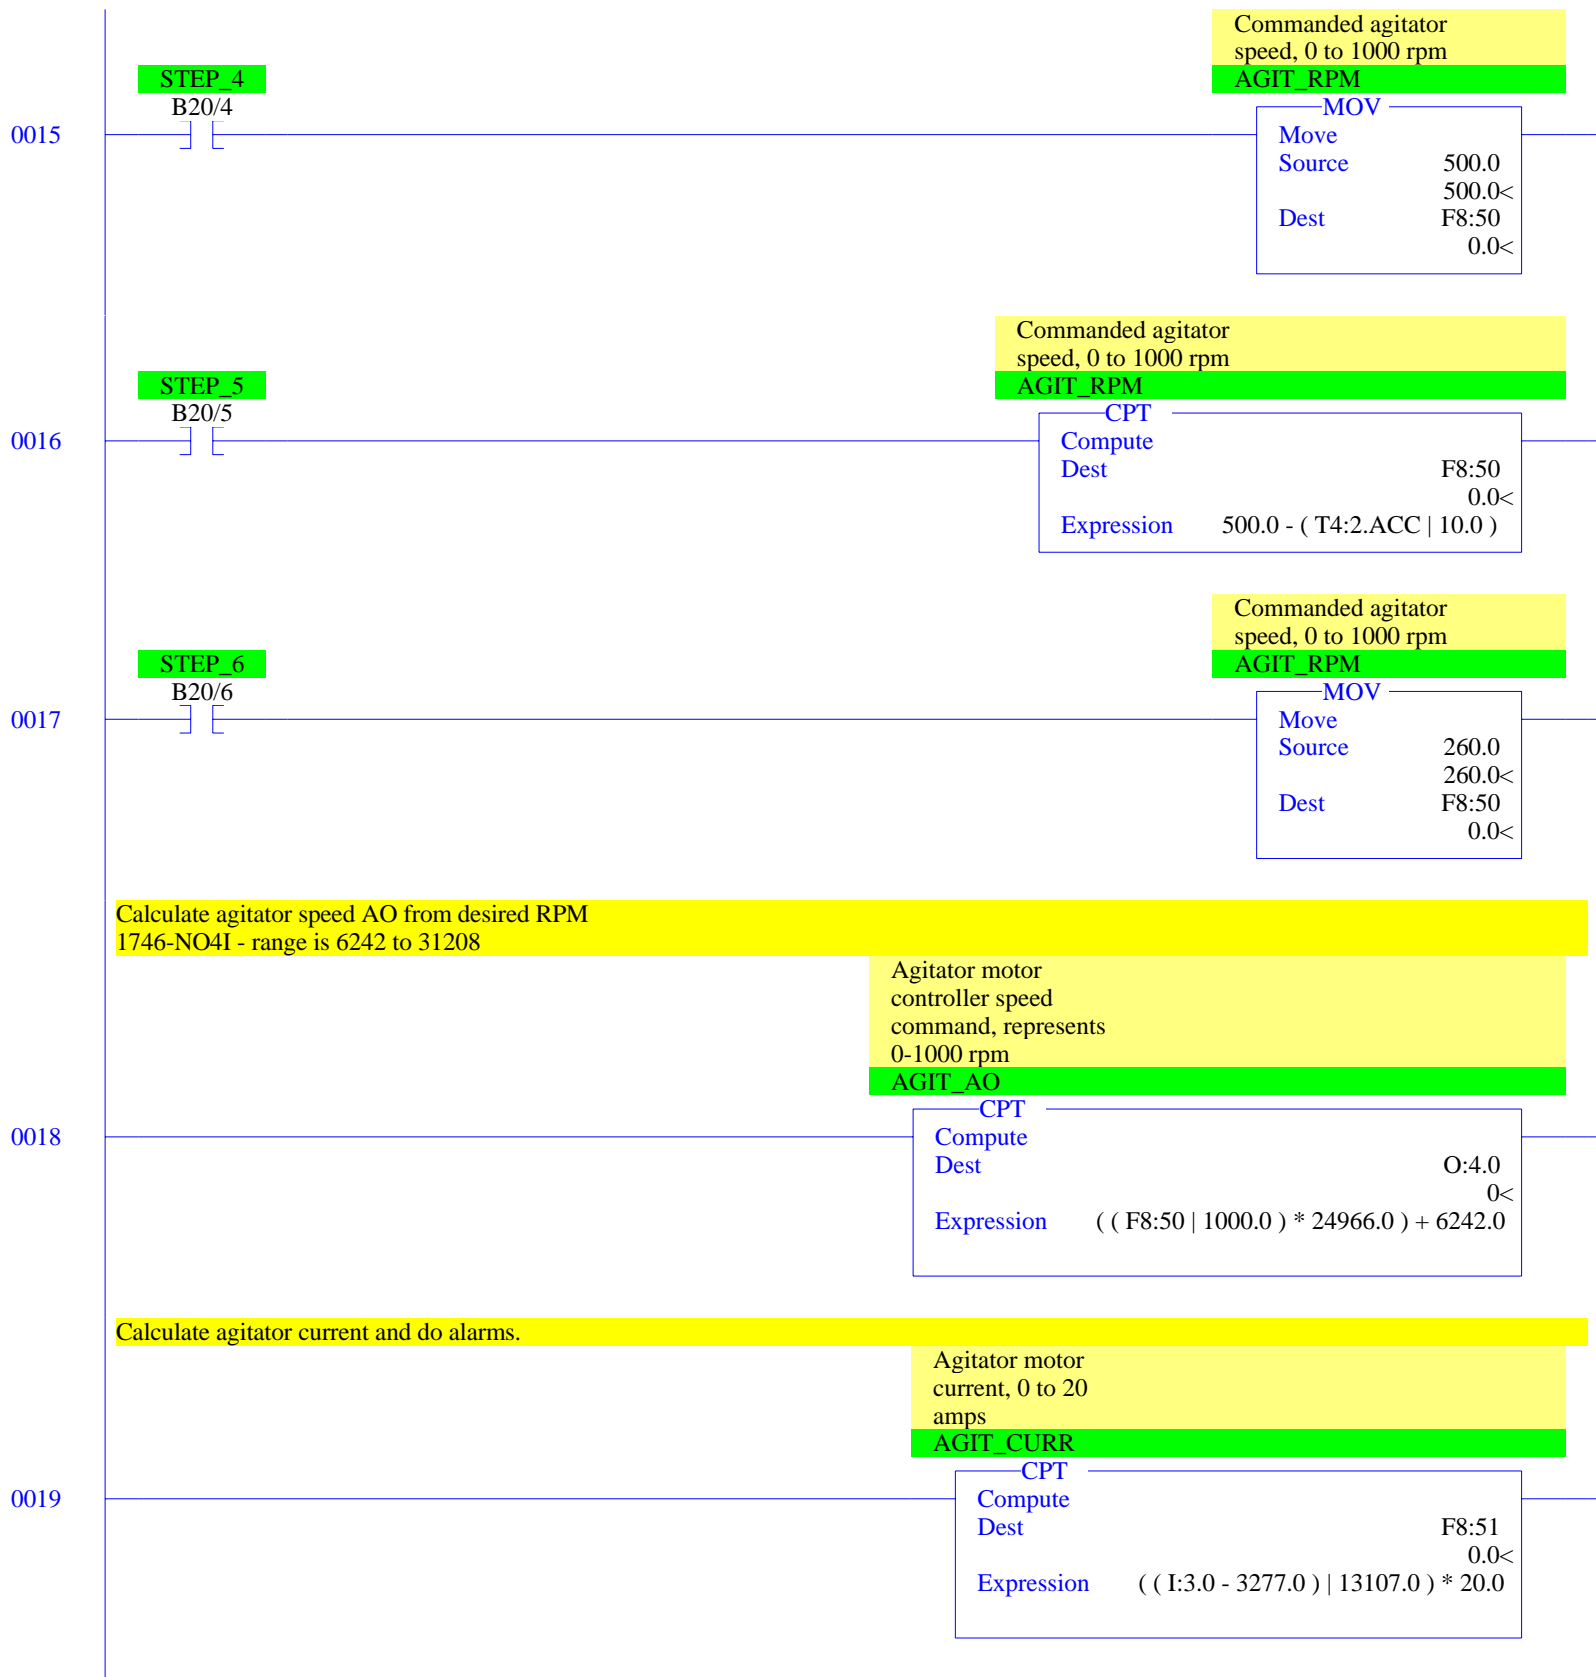 Commanded agitator
speed, 0 to 1000 rpm
STEP_4
AGIT_RPM
B20/4
MOV
0015
Move
Source 500.0
500.0<
Dest F8:50
0.0<
Commanded agitator
speed, 0 to 1000 rpm
STEP_5
AGIT_RPM
B20/5
CPT
0016
Compute
Dest F8:50
0.0<
Expression 500.0 - ( T4:2.ACC | 10.0 )
Commanded agitator
speed, 0 to 1000 rpm
STEP_6
AGIT_RPM
B20/6
MOV
0017
Move
Source 260.0
260.0<
Dest F8:50
0.0<
Calculate agitator speed AO from desired RPM
1746-NO4I - range is 6242 to 31208
Agitator motor
controller speed
command, represents
0-1000 rpm
AGIT_AO
CPT
0018
Compute
Dest O:4.0
0<
Expression ( ( F8:50 | 1000.0 ) * 24966.0 ) + 6242.0
Calculate agitator current and do alarms.
Agitator motor
current, 0 to 20
amps
AGIT_CURR
CPT
0019
Compute
Dest F8:51
0.0<
Expression ( ( I:3.0 - 3277.0 ) | 13107.0 ) * 20.0